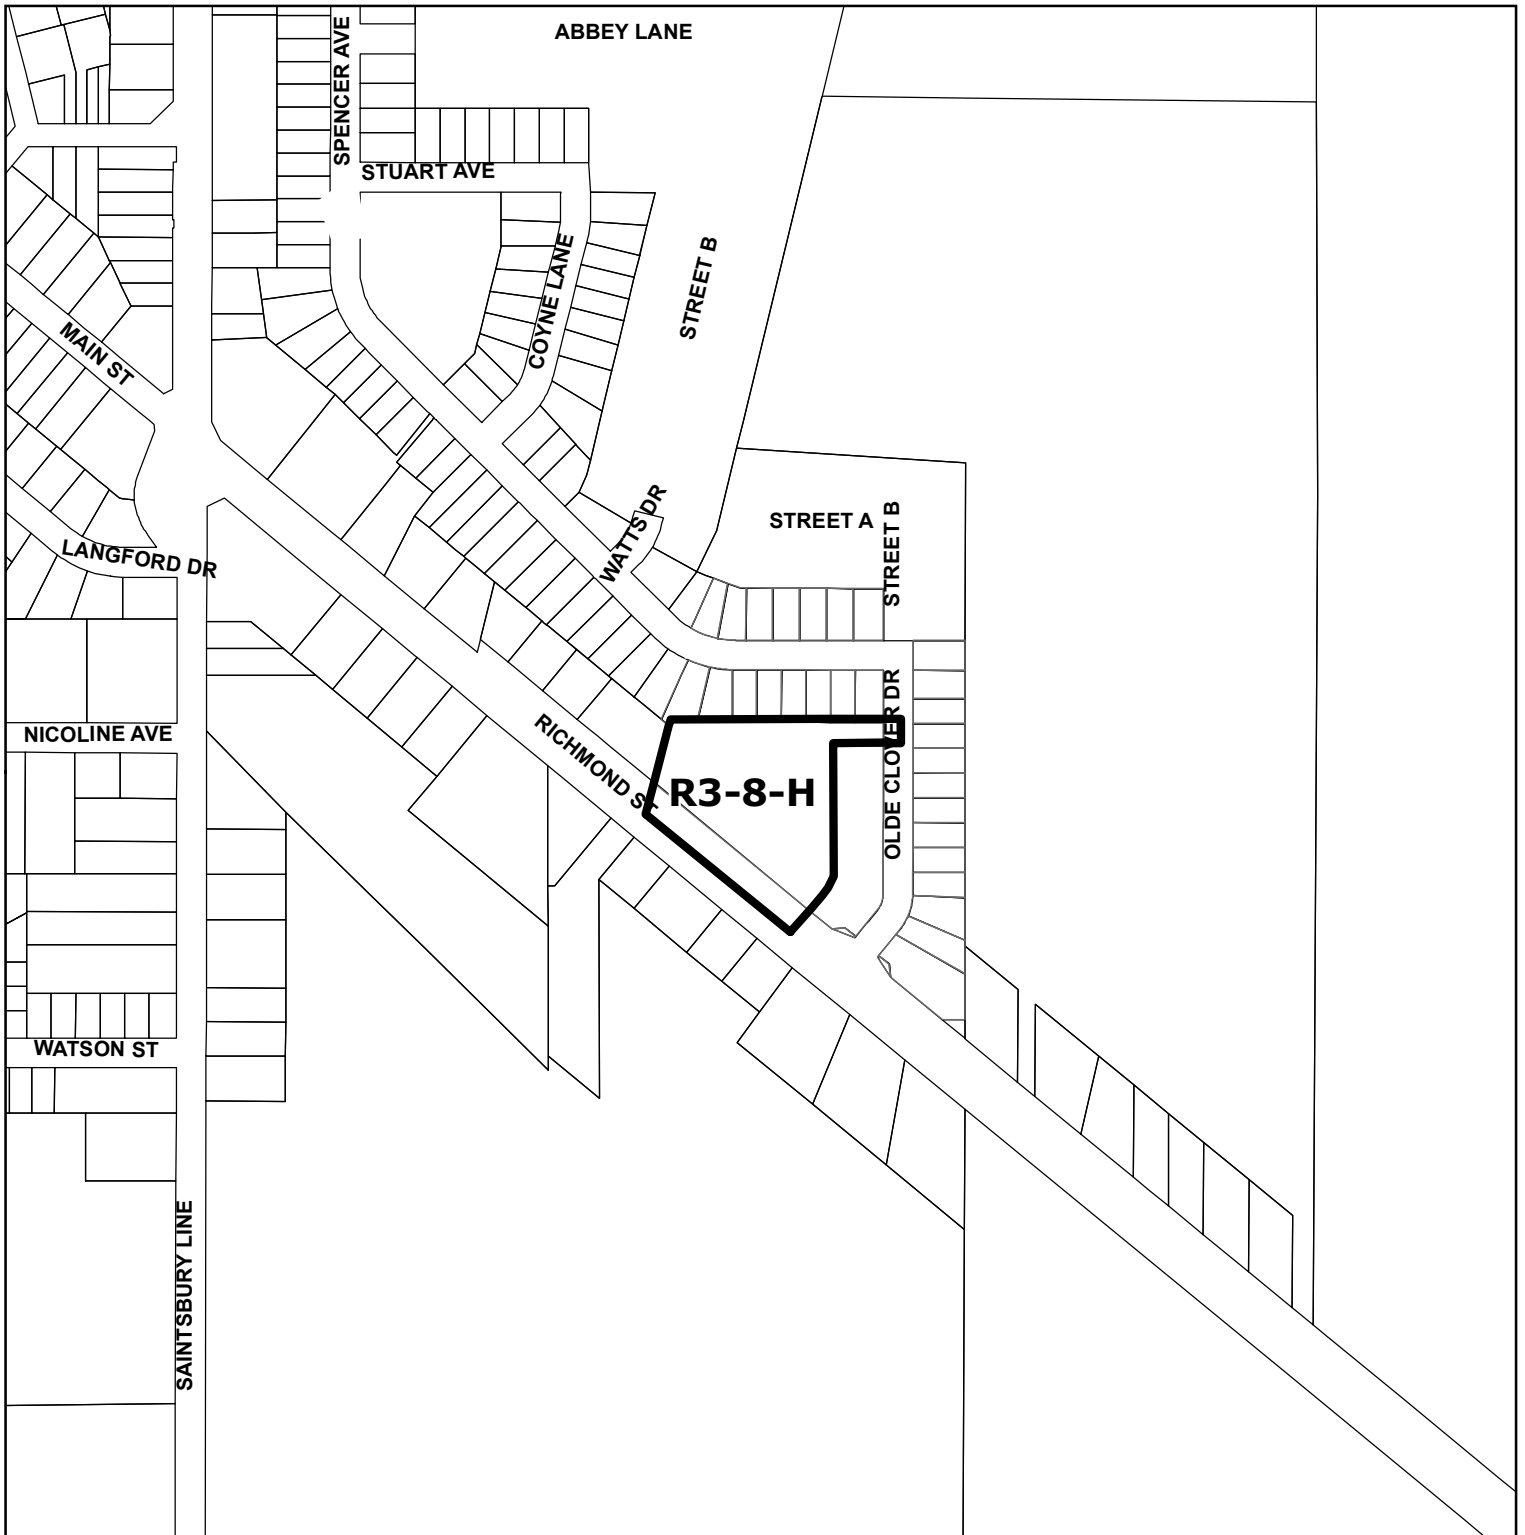 ABBEY LANE
SPENCER AVE
STUART AVE
STREET B
COYNE LANE
MAIN ST
WATTS DR
STREET A
STREET B
LANGFORD DR
NICOLINE AVE
RICHMOND ST
R3-8-H
OLDE CLOVER DR
WATSON ST
SAINTSBURY LINE